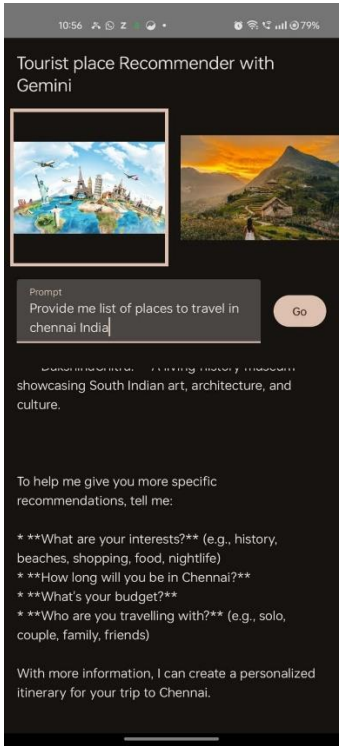 10:56 Z 79%
Tourist place Recommender with
Gemini
Prompt
Provide me list of places to travel in
chennai India
Go
DakshinaChitra: ** A living history museum
showcasing South Indian art, architecture, and
culture.
To help me give you more specific
recommendations, tell me:
* **What are your interests?** (e.g., history,
beaches, shopping, food, nightlife)
* **How long will you be in Chennai?**
* **What's your budget?**
* **Who are you travelling with?** (e.g., solo,
couple, family, friends)
With more information, I can create a personalized
itinerary for your trip to Chennai.